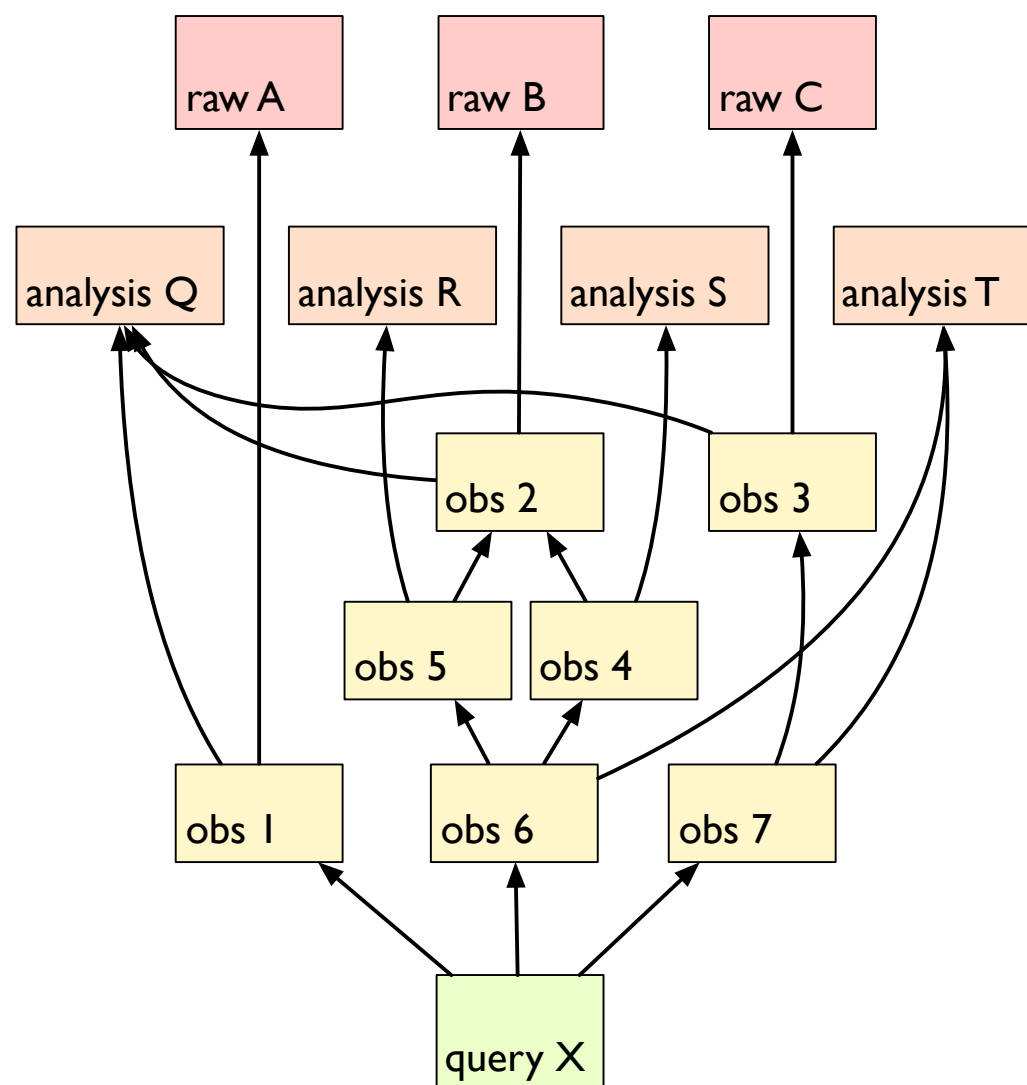 raw A
raw B
raw C
analysis Q
analysis R
analysis S
analysis T
obs 2
obs 3
obs 5
obs 4
obs 1
obs 6
obs 7
query X